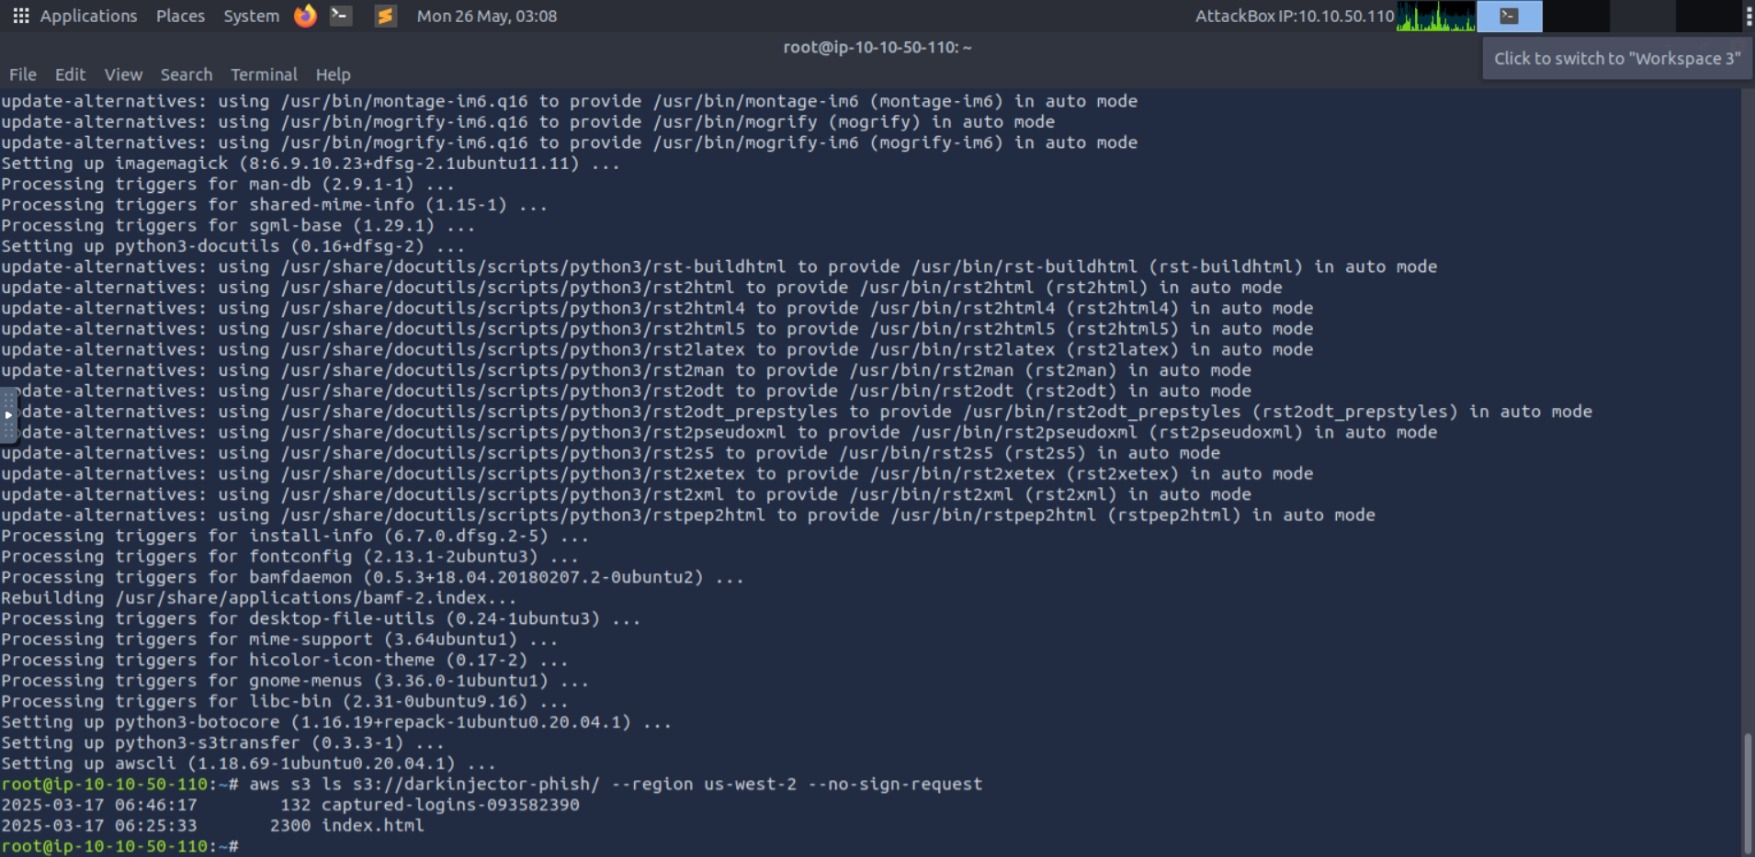 Applications Places System Mon 26 May, 03:08 AttackBox IP:10.10.50.110
root@ip-10-10-50-110: ~
Click to switch to "Workspace 3"
File Edit View Search Terminal Help
update-alternatives: using /usr/bin/montage-im6.q16 to provide /usr/bin/montage-im6 (montage-im6) in auto mode
update-alternatives: using /usr/bin/mogrify-im6.q16 to provide /usr/bin/mogrify (mogrify) in auto mode
update-alternatives: using /usr/bin/mogrify-im6.q16 to provide /usr/bin/mogrify-im6 (mogrify-im6) in auto mode
Setting up imagemagick (8:6.9.10.23+dfsg-2.1ubuntu11.11) ...
Processing triggers for man-db (2.9.1-1) ...
Processing triggers for shared-mime-info (1.15-1) ...
Processing triggers for sgml-base (1.29.1) ...
Setting up python3-docutils (0.16+dfsg-2) ...
update-alternatives: using /usr/share/docutils/scripts/python3/rst-buildhtml to provide /usr/bin/rst-buildhtml (rst-buildhtml) in auto mode
update-alternatives: using /usr/share/docutils/scripts/python3/rst2html to provide /usr/bin/rst2html (rst2html) in auto mode
update-alternatives: using /usr/share/docutils/scripts/python3/rst2html4 to provide /usr/bin/rst2html4 (rst2html4) in auto mode
update-alternatives: using /usr/share/docutils/scripts/python3/rst2html5 to provide /usr/bin/rst2html5 (rst2html5) in auto mode
update-alternatives: using /usr/share/docutils/scripts/python3/rst2latex to provide /usr/bin/rst2latex (rst2latex) in auto mode
update-alternatives: using /usr/share/docutils/scripts/python3/rst2man to provide /usr/bin/rst2man (rst2man) in auto mode
pdate-alternatives: using /usr/share/docutils/scripts/python3/rst2odt to provide /usr/bin/rst2odt (rst2odt) in auto mode
date-alternatives: using /usr/share/docutils/scripts/python3/rst2odt_prepstyles to provide /usr/bin/rst2odt_prepstyles (rst2odt_prepstyles) in auto mode
date-alternatives: using /usr/share/docutils/scripts/python3/rst2pseudoxml to provide /usr/bin/rst2pseudoxml (rst2pseudoxml) in auto mode
update-alternatives: using /usr/share/docutils/scripts/python3/rst2s5 to provide /usr/bin/rst2s5 (rst2s5) in auto mode
update-alternatives: using /usr/share/docutils/scripts/python3/rst2xetex to provide /usr/bin/rst2xetex (rst2xetex) in auto mode
update-alternatives: using /usr/share/docutils/scripts/python3/rst2xml to provide /usr/bin/rst2xml (rst2xml) in auto mode
update-alternatives: using /usr/share/docutils/scripts/python3/rstpep2html to provide /usr/bin/rstpep2html (rstpep2html) in auto mode
Processing triggers for install-info (6.7.0.dfsg.2-5) ...
Processing triggers for fontconfig (2.13.1-2ubuntu3) ...
Processing triggers for bamfdaemon (0.5.3+18.04.20180207.2-0ubuntu2) ...
Rebuilding /usr/share/applications/bamf-2.index...
Processing triggers for desktop-file-utils (0.24-1ubuntu3) ...
Processing triggers for mime-support (3.64ubuntu1) ...
Processing triggers for hicolor-icon-theme (0.17-2) ...
Processing triggers for gnome-menus (3.36.0-1ubuntu1) ...
Processing triggers for libc-bin (2.31-0ubuntu9.16) ...
Setting up python3-botocore (1.16.19+repack-1ubuntu0.20.04.1) ...
Setting up python3-s3transfer (0.3.3-1) ...
Setting up awscli (1.18.69-1ubuntu0.20.04.1) ...
root@ip-10-10-50-110:~# aws s3 ls s3://darkinjector-phish/ --region us-west-2 --no-sign-request
2025-03-17 06:46:17 132 captured-logins-093582390
2025-03-17 06:25:33 2300 index.html
root@ip-10-10-50-110:~#